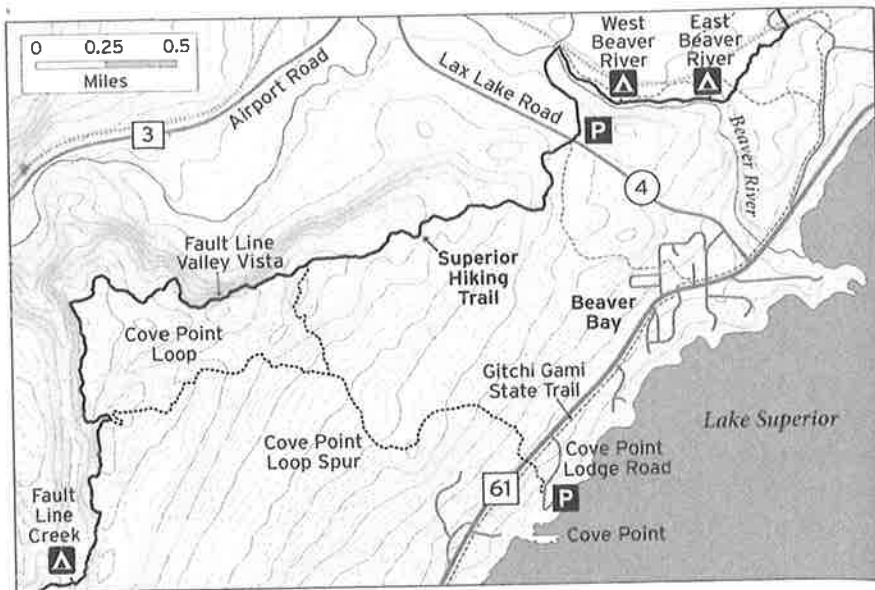 0 0.25 0.5
Miles
3
Airport Road
Lax Lake Road
West
Beaver
River
East
Beaver
River
P
Beaver River
4
Fault Line
Valley Vista
Superior
Hiking
Trail
Beaver
Bay
Cove Point
Loop
Gitchi Gami
State Trail
Lake Superior
Cove Point
Loop Spur
Cove Point
Lodge Road
61
P
Fault
Line
Creek
Cove Point